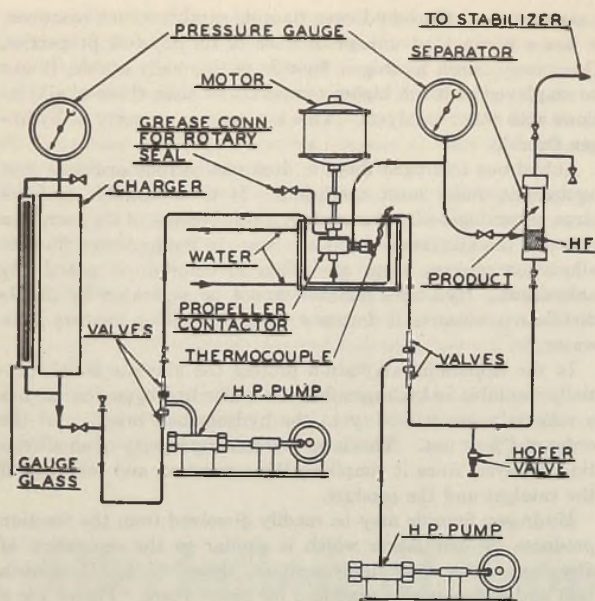 TO STABILIZER
PRESSURE GAUGE
SEPARATOR
MOTOR
GREASE CONN.
FOR ROTARY
SEAL
CHARGER
HF
WATER
PRODUCT
PROPELLER
CONTACTOR
VALVES
THERMOCOUPLE
VALVES
H.P. PUMP
GAUGE
GLASS
HOFER
VALVE
H.P. PUMP